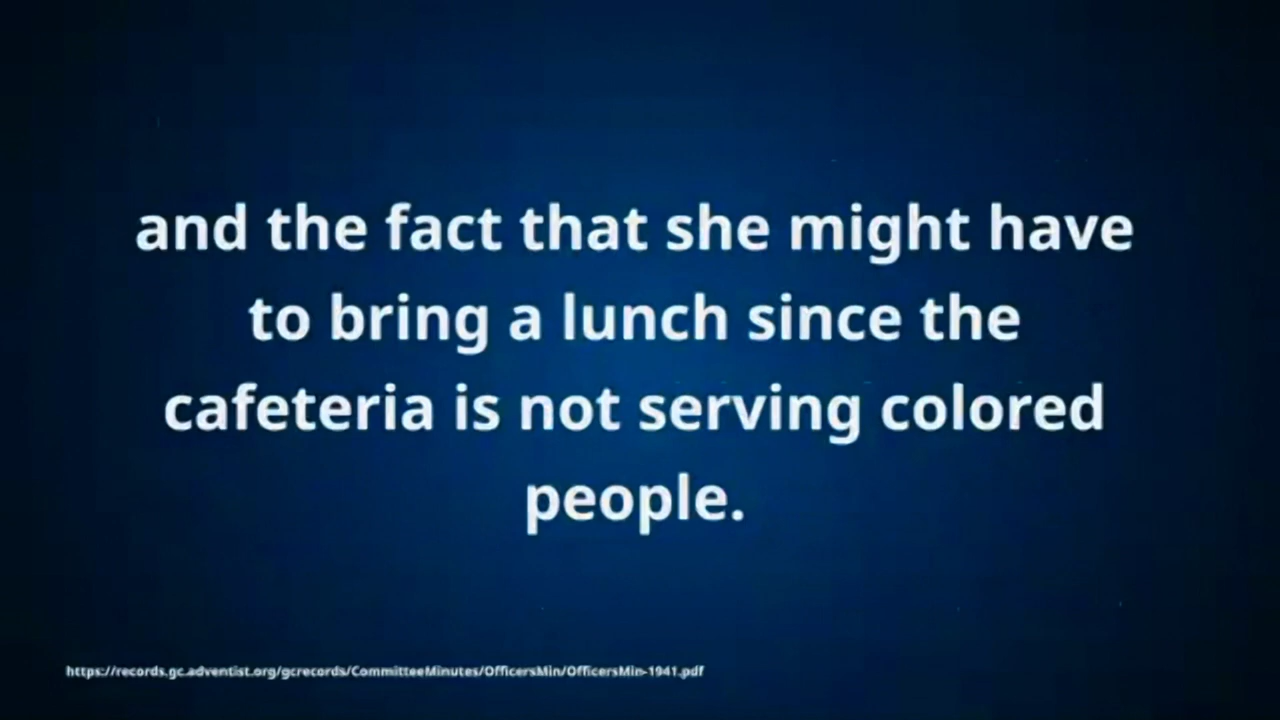 and the fact that she might have
to bring a lunch since the
cafeteria is not serving colored
people.
https://records.gc.adventist.org/gcrecords/CommitteeMinutes/OfficersMin/OfficersMin-1941.pdf